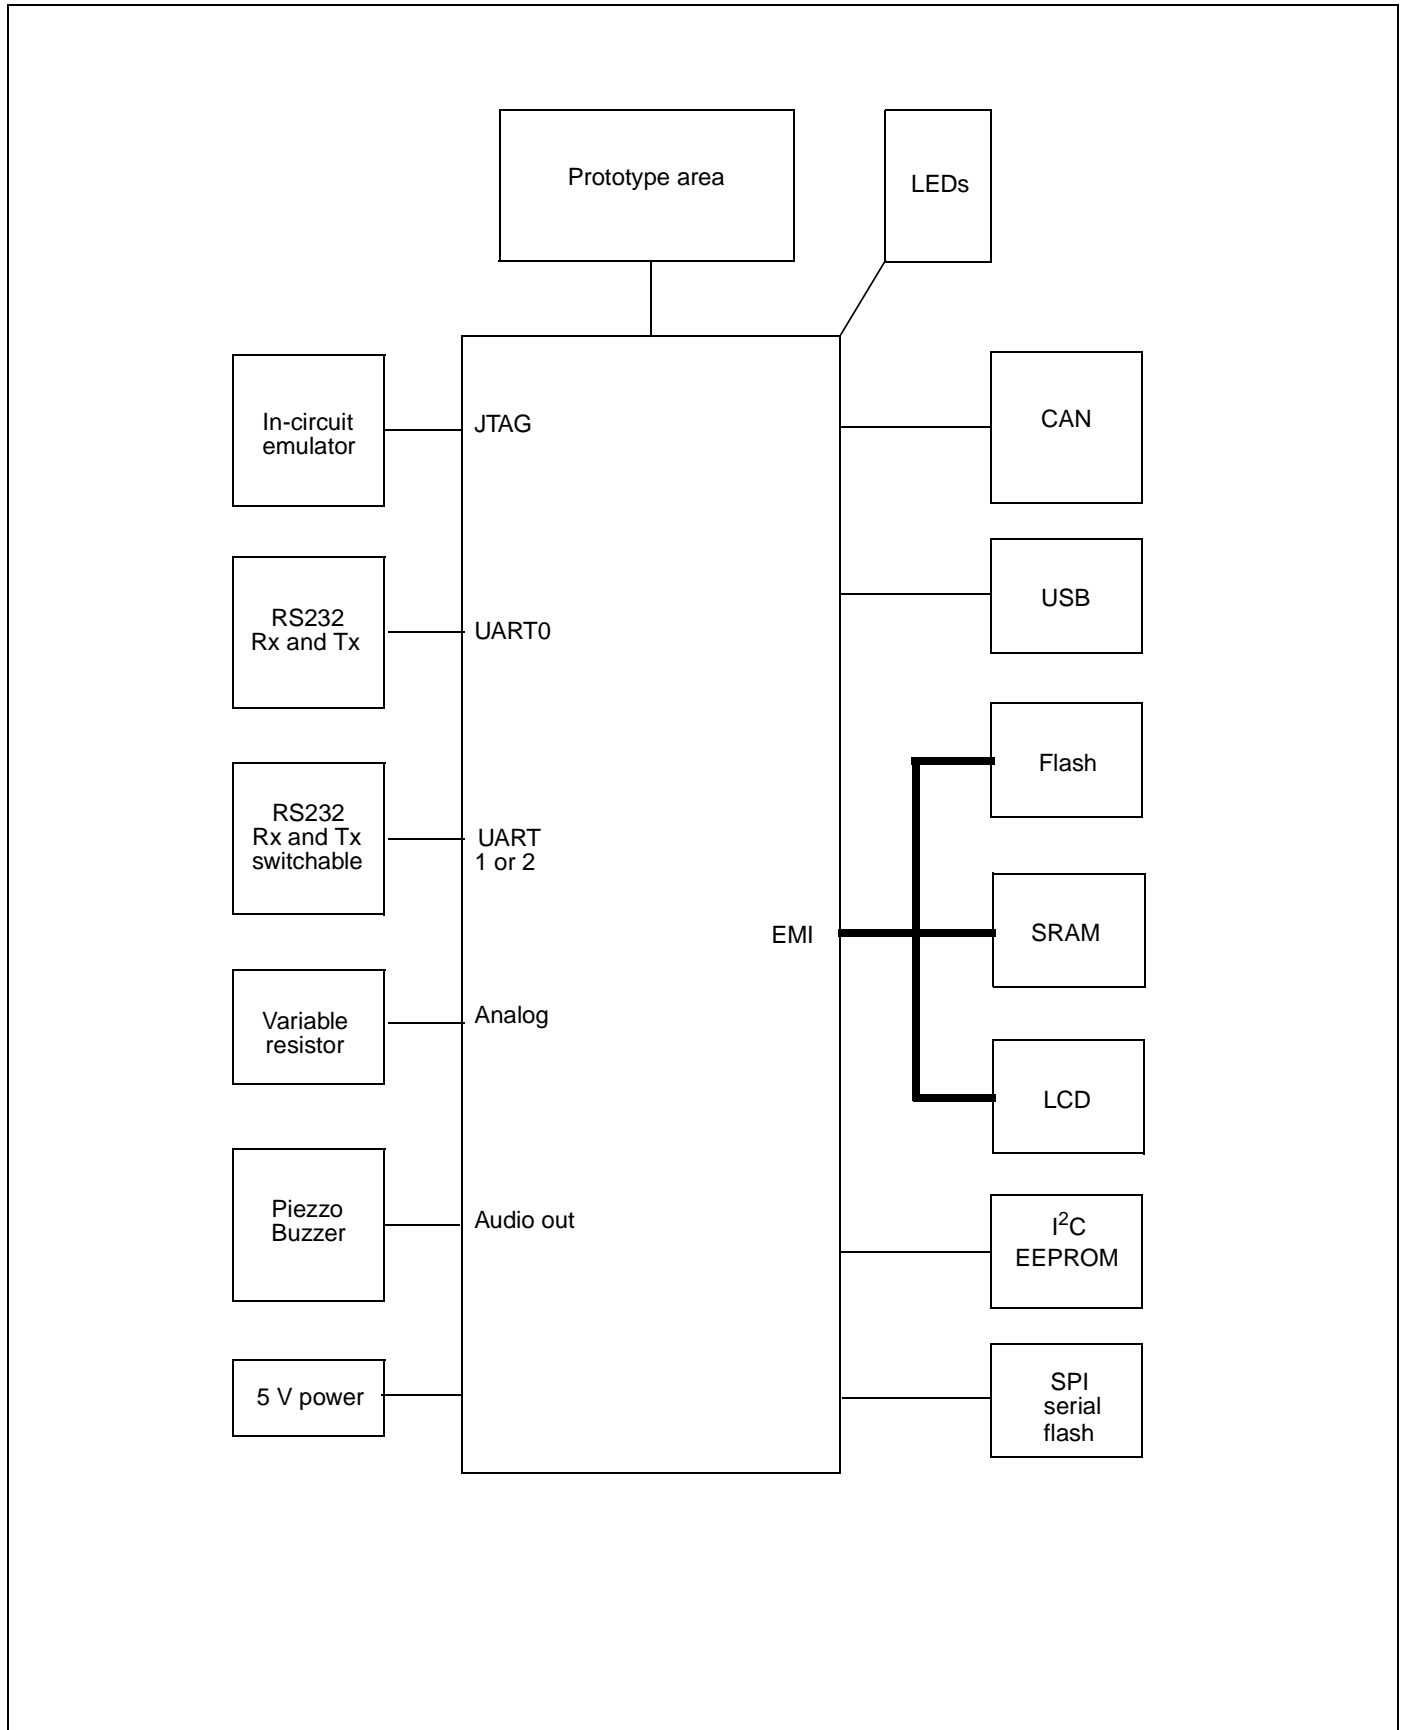 Prototype area
LEDs
In-circuit
emulator
JTAG
CAN
RS232
Rx and Tx
UART0
USB
Flash
RS232
Rx and Tx
switchable
UART
1 or 2
EMI
SRAM
Variable
resistor
Analog
LCD
Piezzo
Buzzer
Audio out
I²C
EEPROM
5 V power
SPI
serial
flash